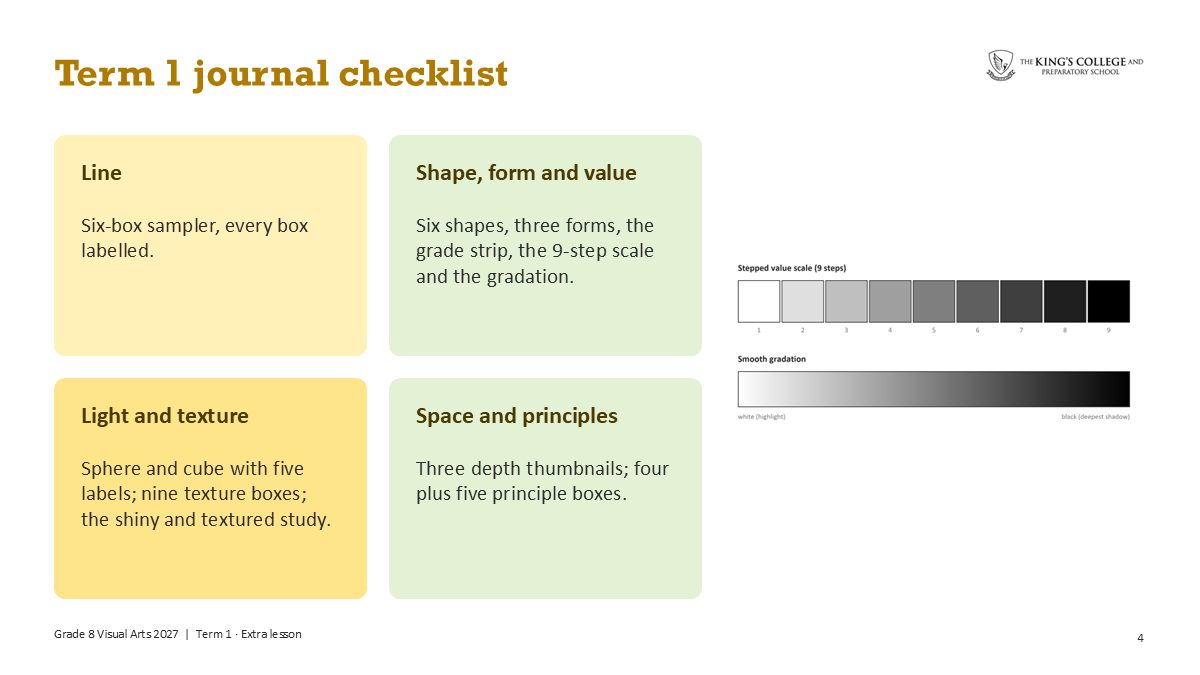 Term 1 journal checklist
THE KING'S COLLEGE AND
PREPARATORY SCHOOL
Line
Six-box sampler, every box
labelled.
Shape, form and value
Six shapes, three forms, the
grade strip, the 9-step scale
and the gradation.
Light and texture
Sphere and cube with five
labels; nine texture boxes;
the shiny and textured study.
Space and principles
Three depth thumbnails; four
plus five principle boxes.
Stepped value scale (9 steps)
1 2 3 4 5 6 7 8 9
Smooth gradation
white (highlight) black (deepest shadow)
Grade 8 Visual Arts 2027 | Term 1 · Extra lesson
4